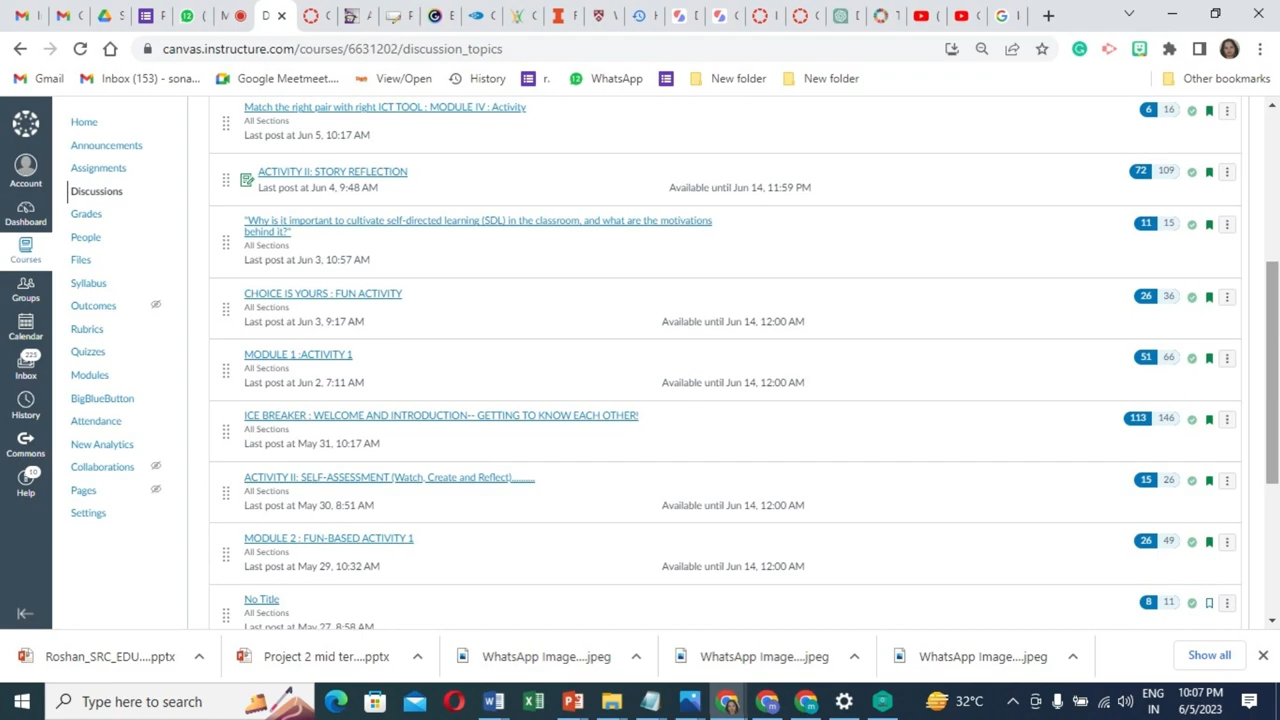 canvas.instructure.com/courses/6631202/discussion_topics
Gmail
Inbox (153) - sona...
Google Meetmeet....
View/Open
History
r.
WhatsApp
New folder
New folder
Other bookmarks
Account
Dashboard
Courses
Groups
Calendar
223
Inbox
History
Commons
10
Help
Home
Announcements
Assignments
Discussions
Grades
People
Files
Syllabus
Outcomes
Rubrics
Quizzes
Modules
BigBlueButton
Attendance
New Analytics
Collaborations
Pages
Settings
Match the right pair with right ICT TOOL : MODULE IV : Activity
All Sections
Last post at Jun 5, 10:17 AM
6 16
ACTIVITY II: STORY REFLECTION
Last post at Jun 4, 9:48 AM
Available until Jun 14, 11:59 PM
72 109
"Why is it important to cultivate self-directed learning (SDL) in the classroom, and what are the motivations
behind it?"
All Sections
Last post at Jun 3, 10:57 AM
11 15
CHOICE IS YOURS : FUN ACTIVITY
All Sections
Last post at Jun 3, 9:17 AM
Available until Jun 14, 12:00 AM
26 36
MODULE 1 :ACTIVITY 1
All Sections
Last post at Jun 2, 7:11 AM
Available until Jun 14, 12:00 AM
51 66
ICE BREAKER : WELCOME AND INTRODUCTION-- GETTING TO KNOW EACH OTHER!
All Sections
Last post at May 31, 10:17 AM
113 146
ACTIVITY II: SELF-ASSESSMENT (Watch, Create and Reflect)..........
All Sections
Last post at May 30, 8:51 AM
Available until Jun 14, 12:00 AM
15 26
MODULE 2 : FUN-BASED ACTIVITY 1
All Sections
Last post at May 29, 10:32 AM
Available until Jun 14, 12:00 AM
26 49
No Title
All Sections
Last post at May 27, 8:58 AM
8 11
Roshan_SRC_EDU....pptx
Project 2 mid ter....pptx
WhatsApp Image....jpeg
WhatsApp Image....jpeg
WhatsApp Image....jpeg
Show all
Type here to search
32°C
ENG
IN
10:07 PM
6/5/2023